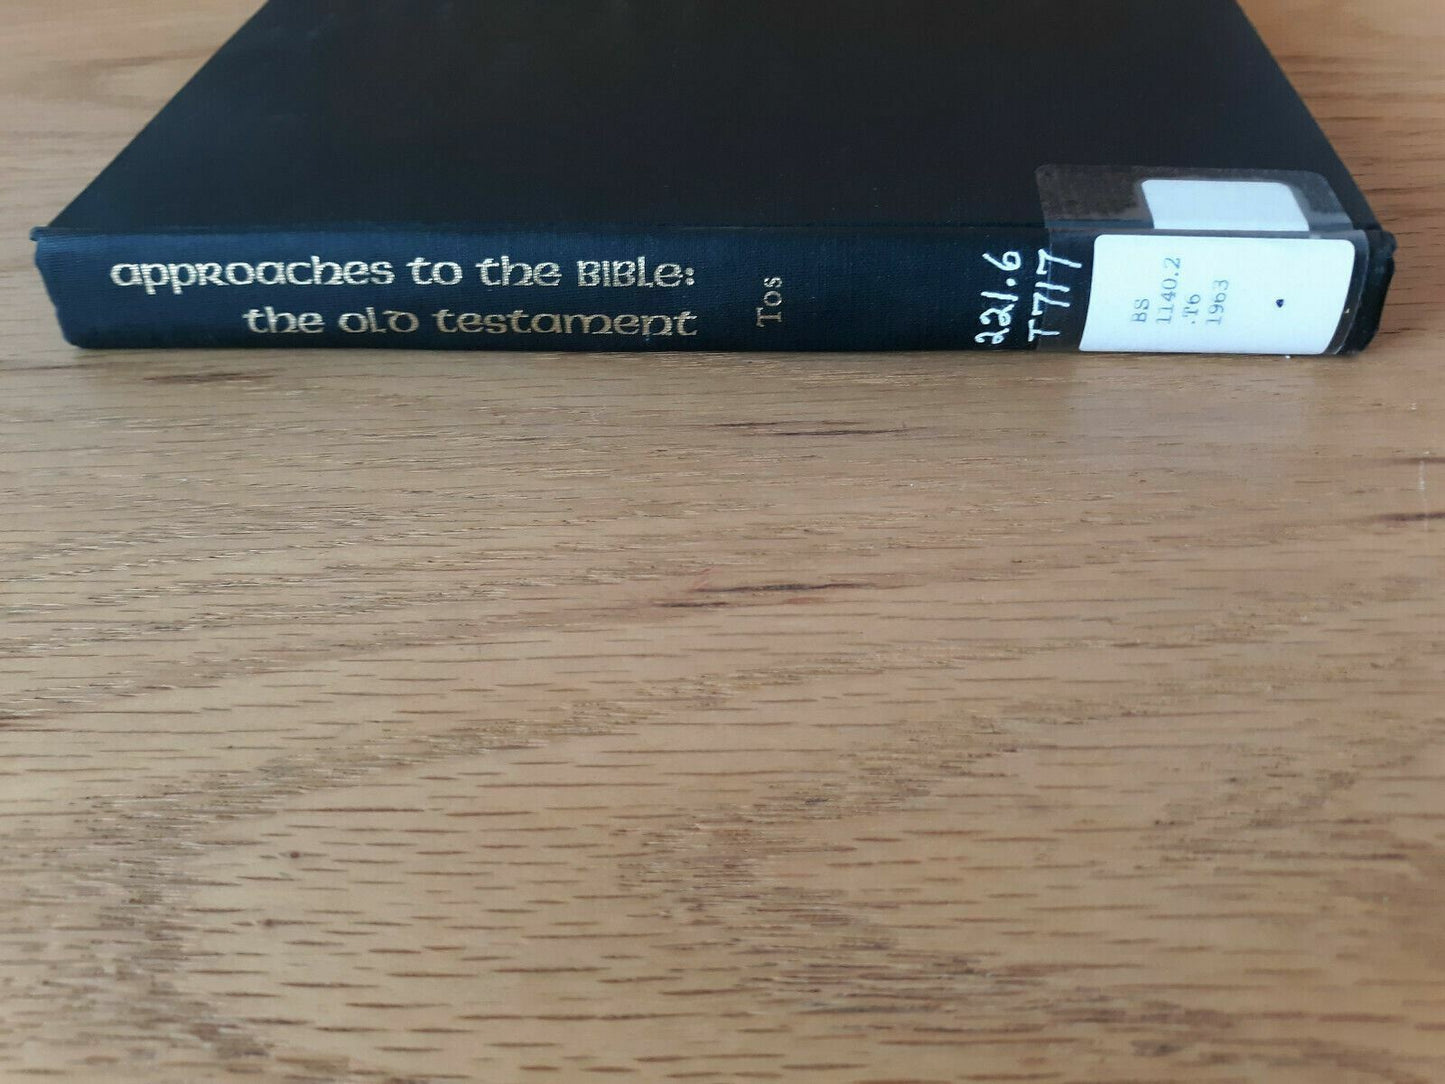 approaches to the BIBLE:
the old testament
Tos
221.6
T717
BS
1140.2
.T6
1963